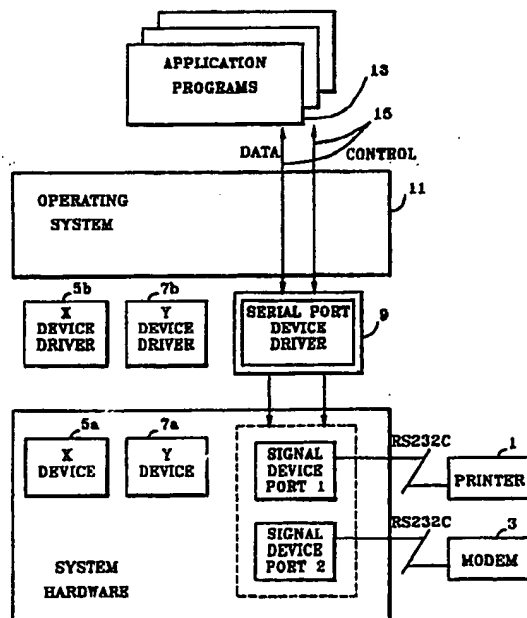 APPLICATION
PROGRAMS
13
15
DATA
CONTROL
OPERATING
SYSTEM
11
5b
7b
X
DEVICE
DRIVER
Y
DEVICE
DRIVER
SERIAL PORT
DEVICE
DRIVER
9
5a
7a
X
DEVICE
Y
DEVICE
SIGNAL
DEVICE
PORT 1
RS232C
1
PRINTER
SIGNAL
DEVICE
PORT 2
RS232C
3
MODEM
SYSTEM
HARDWARE